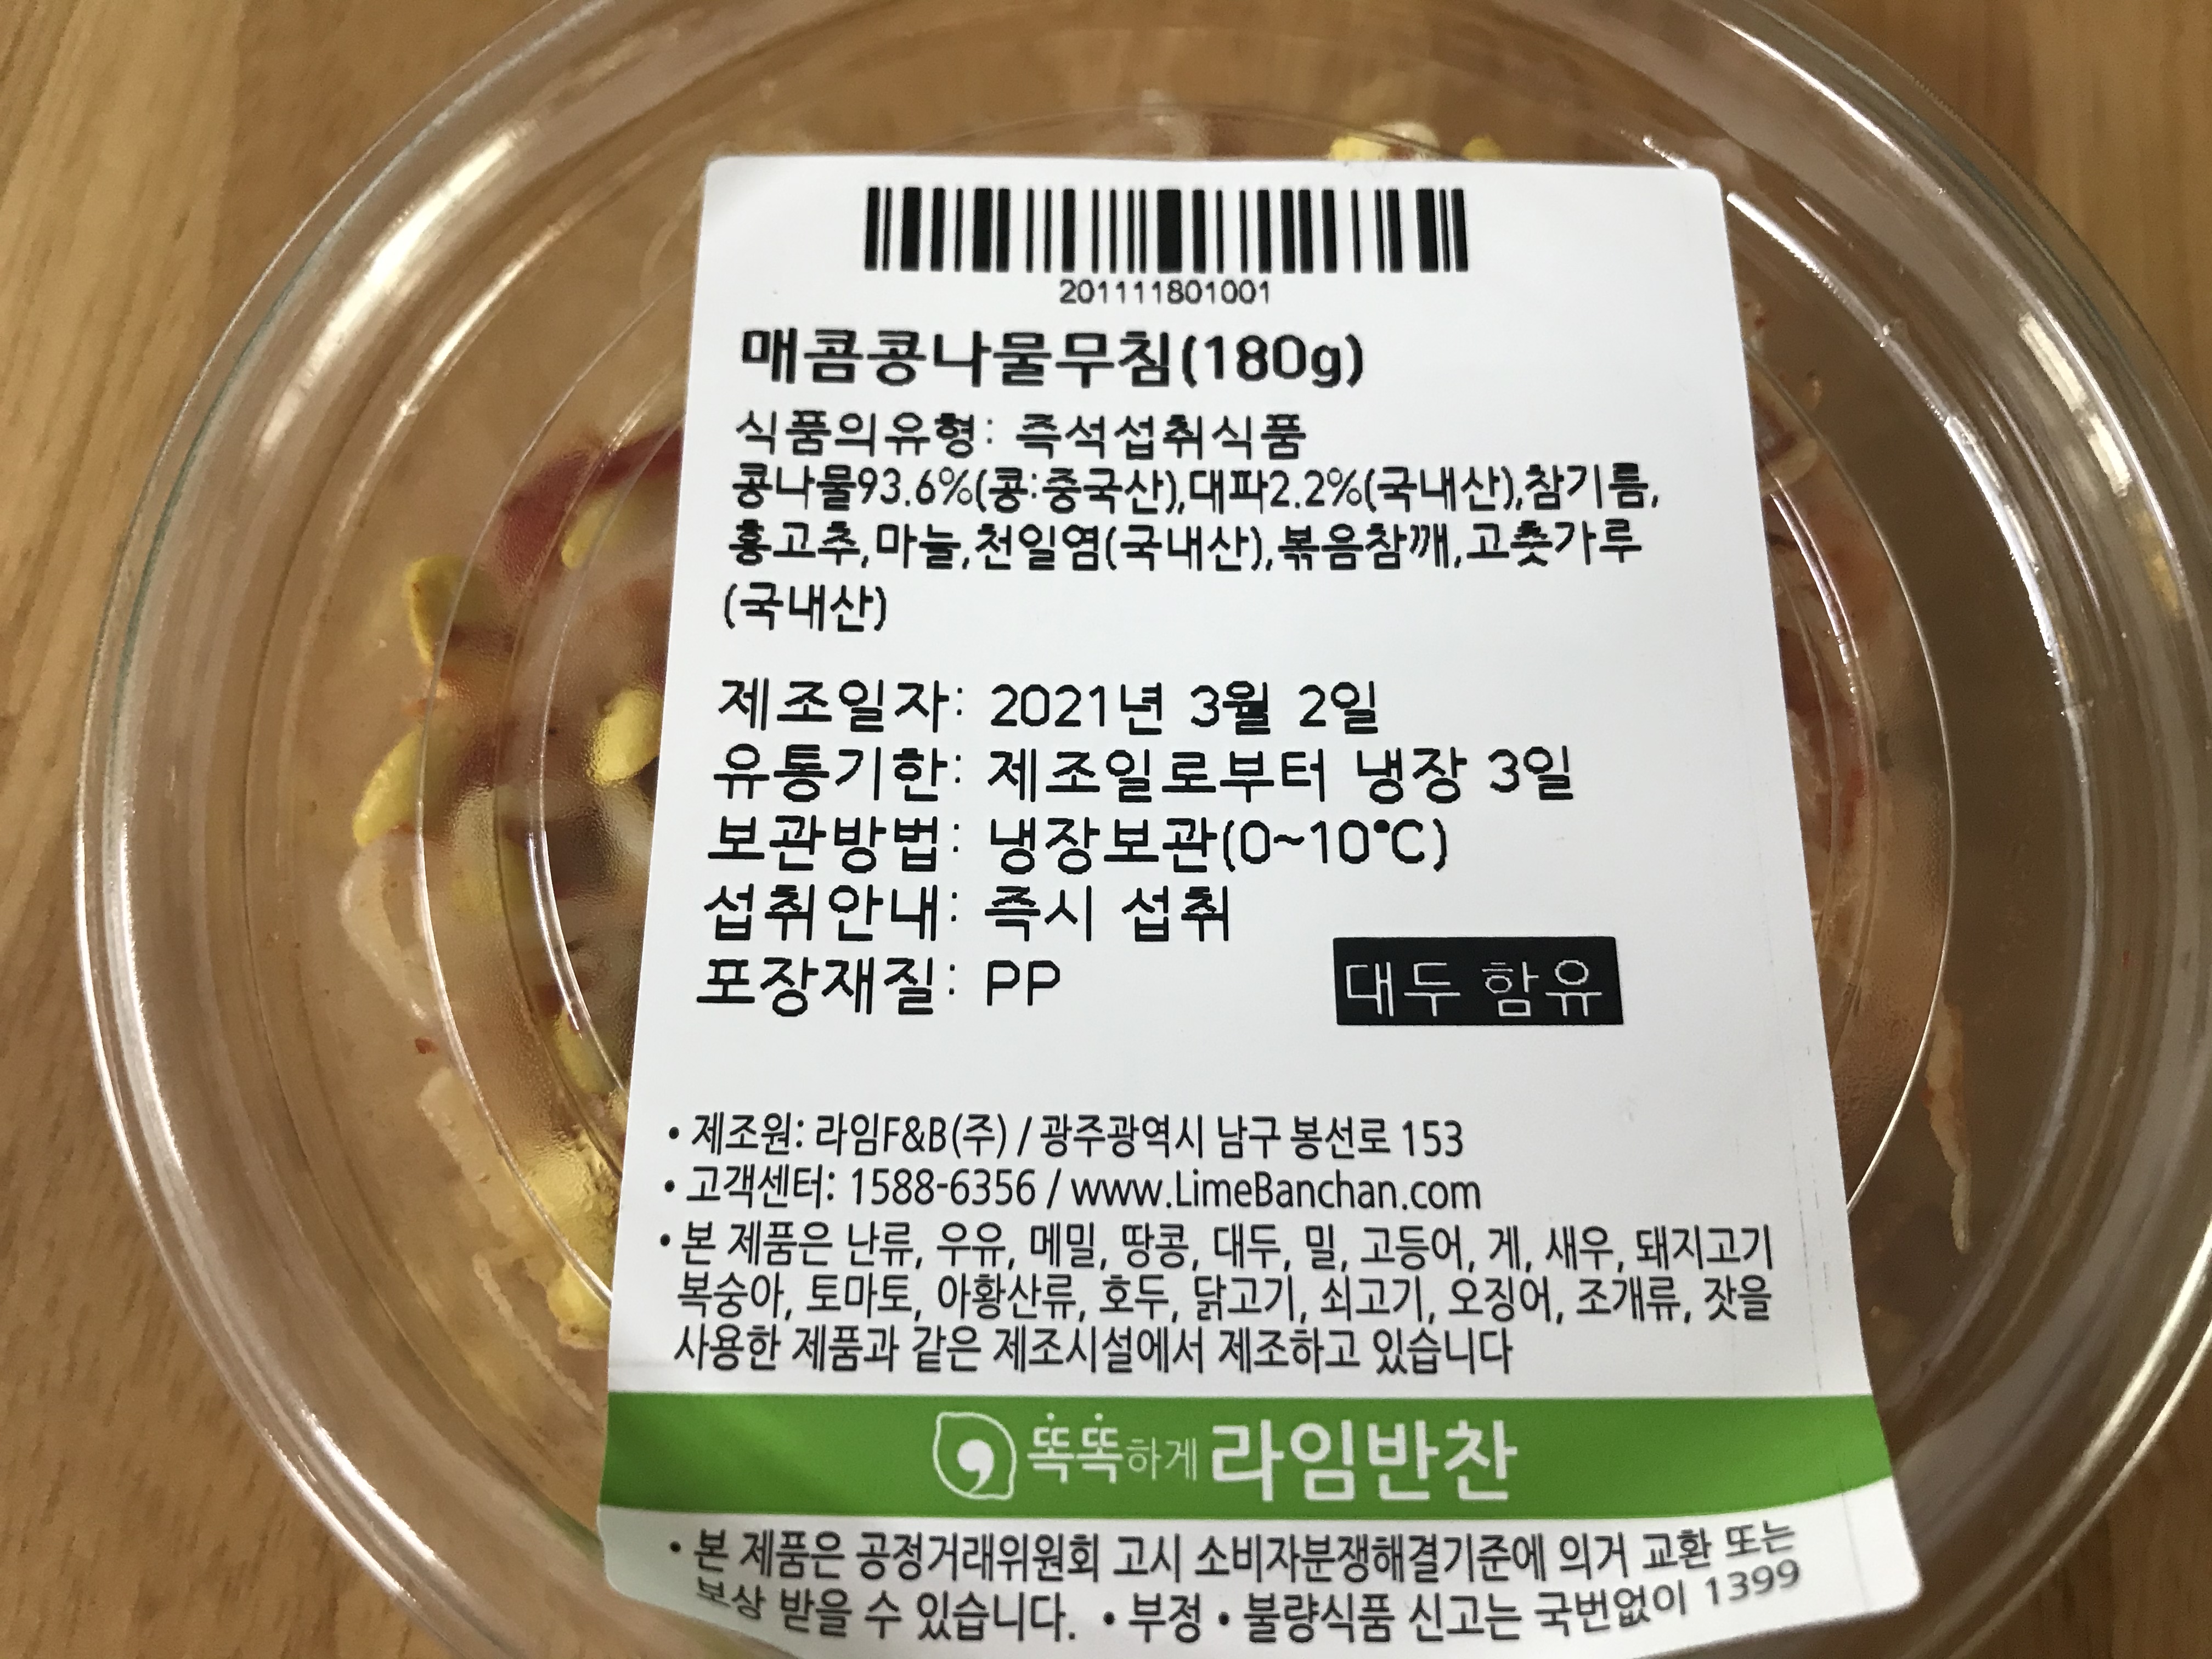 201111801001
매콤콩나물무침(180g)
식품의유형: 즉석섭취식품
콩나물93.6%(콩:중국산),대파2.2%(국내산),참기름,
홍고추,마늘,천일염(국내산),볶음참깨,고춧가루
(국내산)
제조일자: 2021년 3월 2일
유통기한: 제조일로부터 냉장 3일
보관방법: 냉장보관(0~10℃)
섭취안내: 즉시 섭취
포장재질: PP
대두 함유
• 제조원: 라임F&B(주) / 광주광역시 남구 봉선로 153
• 고객센터: 1588-6356 / www.LimeBanchan.com
• 본 제품은 난류, 우유, 메밀, 땅콩, 대두, 밀, 고등어, 게, 새우, 돼지고기
복숭아, 토마토, 아황산류, 호두, 닭고기, 쇠고기, 오징어, 조개류, 잣을
사용한 제품과 같은 제조시설에서 제조하고 있습니다
똑똑하게 라임반찬
• 본 제품은 공정거래위원회 고시 소비자분쟁해결기준에 의거 교환 또는
보상 받을 수 있습니다. • 부정 • 불량식품 신고는 국번없이 1399